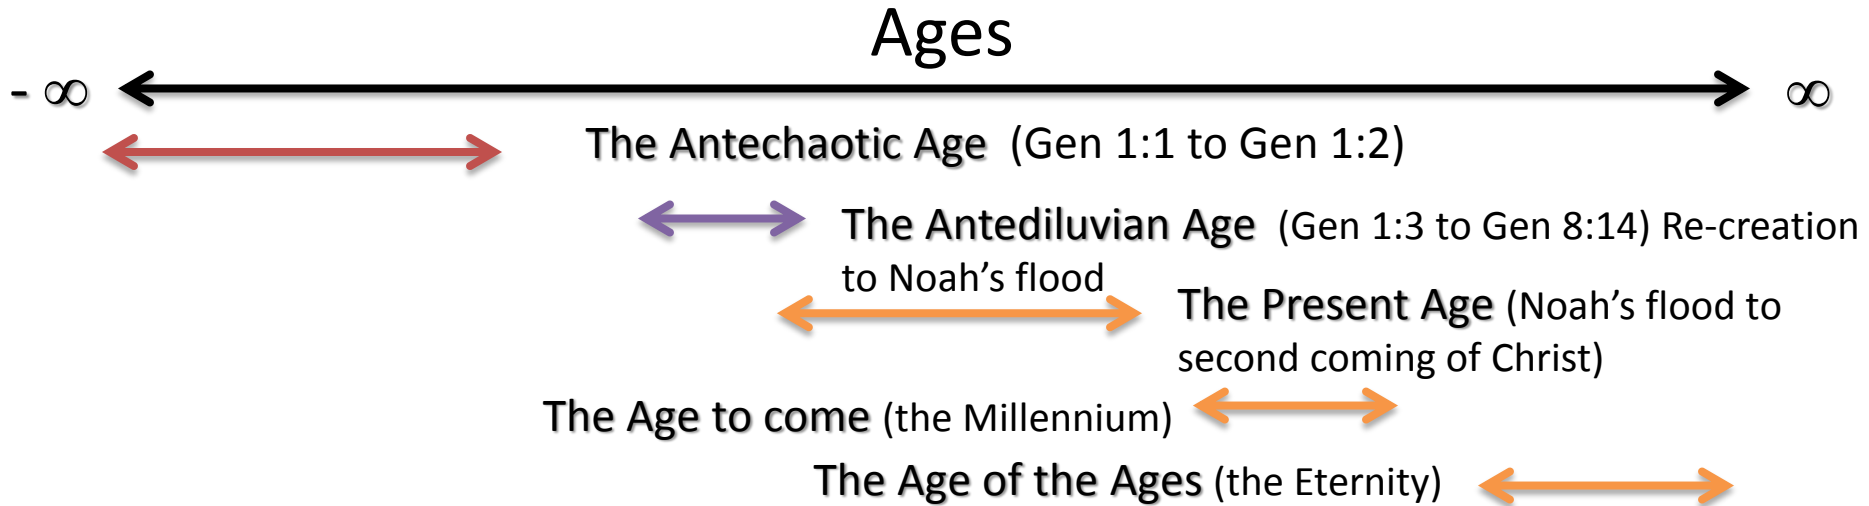 Ages
- ∞ ∞
The Antechaotic Age (Gen 1:1 to Gen 1:2)
The Antediluvian Age (Gen 1:3 to Gen 8:14) Re-creation
to Noah’s flood
The Present Age (Noah’s flood to
second coming of Christ)
The Age to come (the Millennium)
The Age of the Ages (the Eternity)